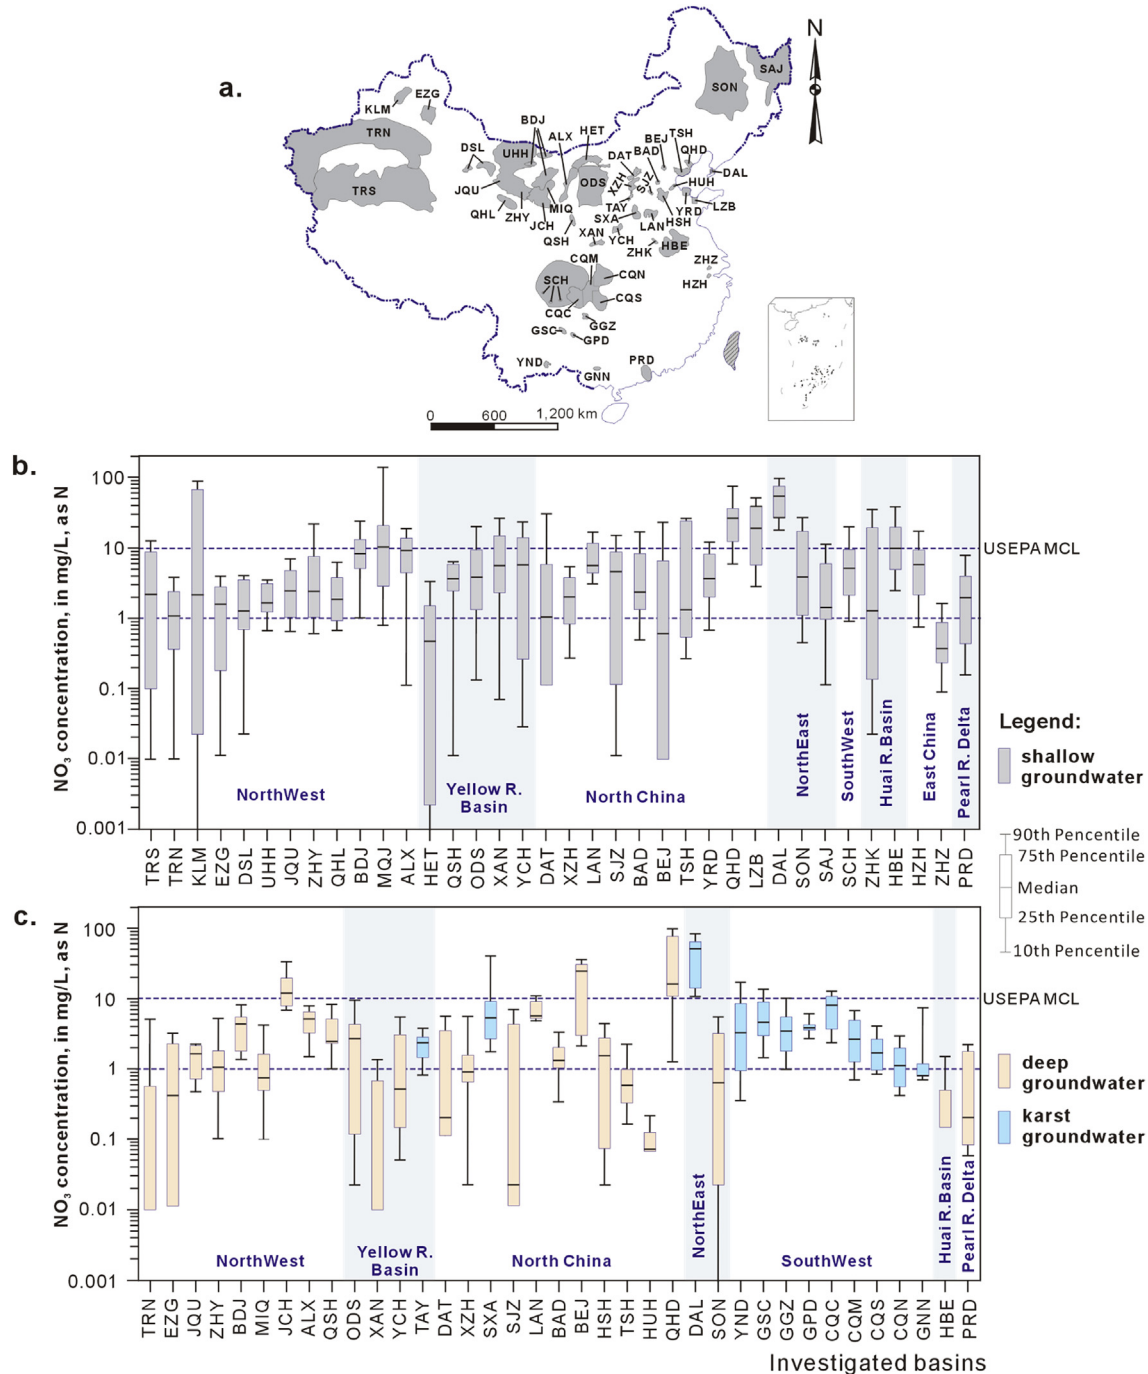 a.
N
SAJ
SON
EZG
KLM
TRN
TRS
BDJ
ALX
HET
DSL
UHH
JQU
QHL
ZHY
JCH
MIQ
QSH
ODS
DAT
BAD
BEJ
TSH
QHD
DAL
XZH
SJZ
HUH
TAY
SXA
LAN
HSH
YRD
LZB
XAN
YCH
ZHK
HBE
ZHZ
HZH
CQM
CQN
SCH
CQS
CQC
GGZ
GSC
GPD
YND
GNN
PRD
0 600 1,200 km
b.
NO3 concentration, in mg/L, as N
100
10
1
0.1
0.01
0.001
USEPA MCL
NorthWest
Yellow R. Basin
North China
NorthEast
SouthWest
Huai R. Basin
East China
Pearl R. Delta
TRS TRN KLM EZG DSL UHH JQU ZHY QHL BDJ MQJ ALX HET QSH ODS XAN YCH DAT XZH LAN SJZ BAD BEJ TSH YRD QHD LZB DAL SON SAJ SCH ZHK HBE HZH ZHZ PRD
Legend:
shallow
groundwater
90th Percentile
75th Percentile
Median
25th Percentile
10th Percentile
c.
NO3 concentration, in mg/L, as N
100
10
1
0.1
0.01
0.001
USEPA MCL
deep
groundwater
karst
groundwater
NorthWest
Yellow R.
Basin
North China
NorthEast
SouthWest
Huai R. Basin
Pearl R. Delta
TRN EZG JQU ZHY BDJ MIQ JCH ALX QSH ODS XAN YCH TAY DAT XZH SXA SJZ LAN BAD BEJ HSH TSH HUH QHD DAL SON YND GSC GGZ GPD CQC CQM CQS CQN GNN HBE PRD
Investigated basins